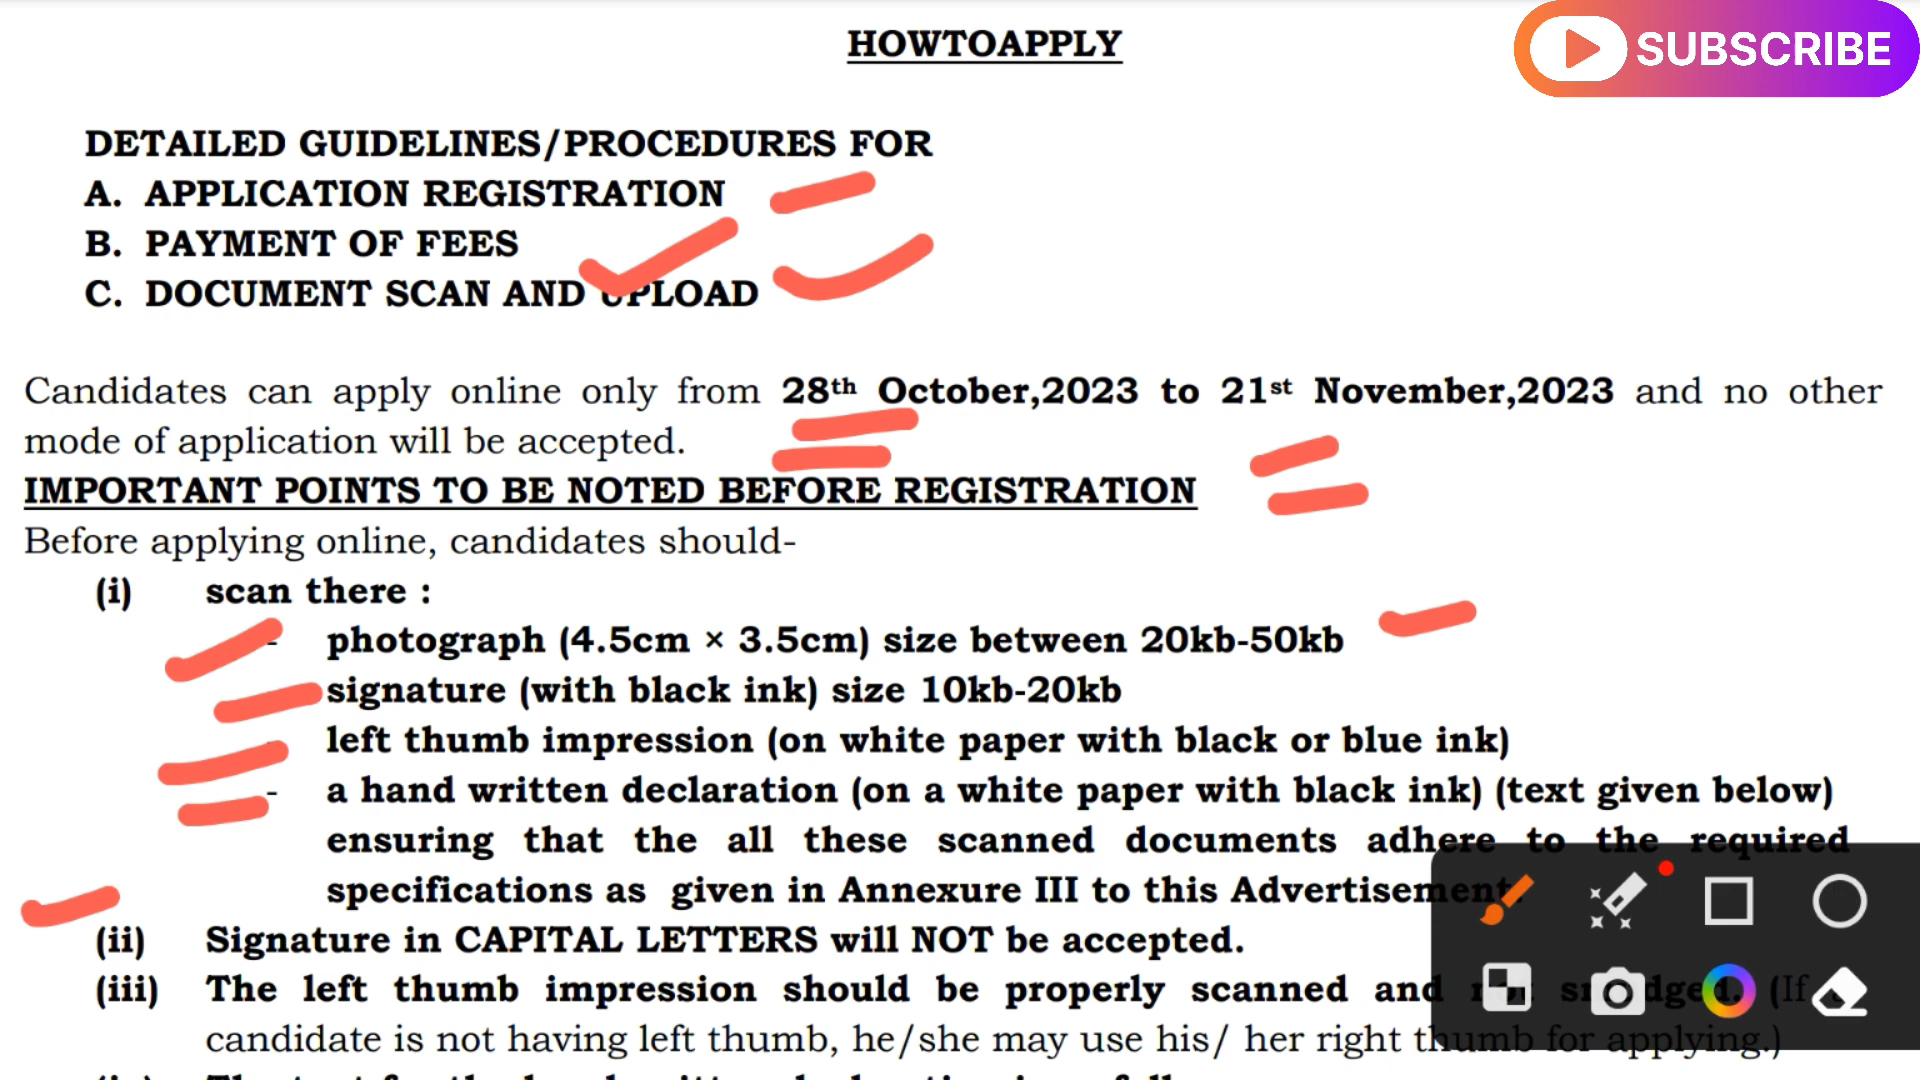 HOWTOAPPLY
SUBSCRIBE
DETAILED GUIDELINES/PROCEDURES FOR
A. APPLICATION REGISTRATION
B. PAYMENT OF FEES
C. DOCUMENT SCAN AND UPLOAD
Candidates can apply online only from 28th October,2023 to 21st November,2023 and no other
mode of application will be accepted.
IMPORTANT POINTS TO BE NOTED BEFORE REGISTRATION
Before applying online, candidates should-
(i) scan there :
- photograph (4.5cm × 3.5cm) size between 20kb-50kb
signature (with black ink) size 10kb-20kb
left thumb impression (on white paper with black or blue ink)
- a hand written declaration (on a white paper with black ink) (text given below)
ensuring that the all these scanned documents adhere to the required
specifications as given in Annexure III to this Advertisement.
(ii) Signature in CAPITAL LETTERS will NOT be accepted.
(iii) The left thumb impression should be properly scanned and (If
candidate is not having left thumb, he/she may use his/ her right thumb for applying.)